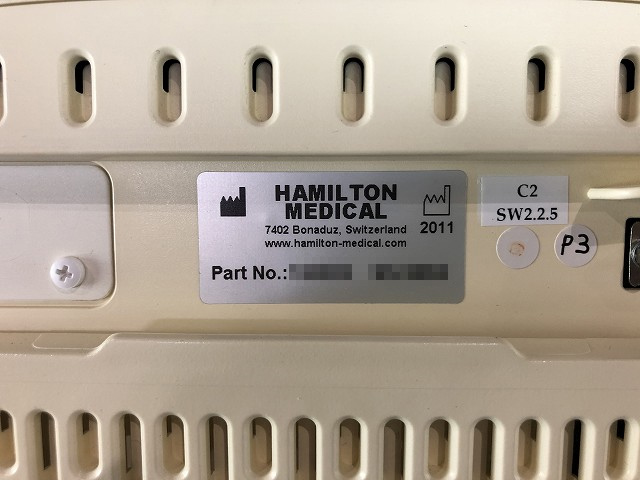 HAMILTON
MEDICAL
7402 Bonaduz, Switzerland
www.hamilton-medical.com
2011
Part No.:
C2
SW2.2.5
P3